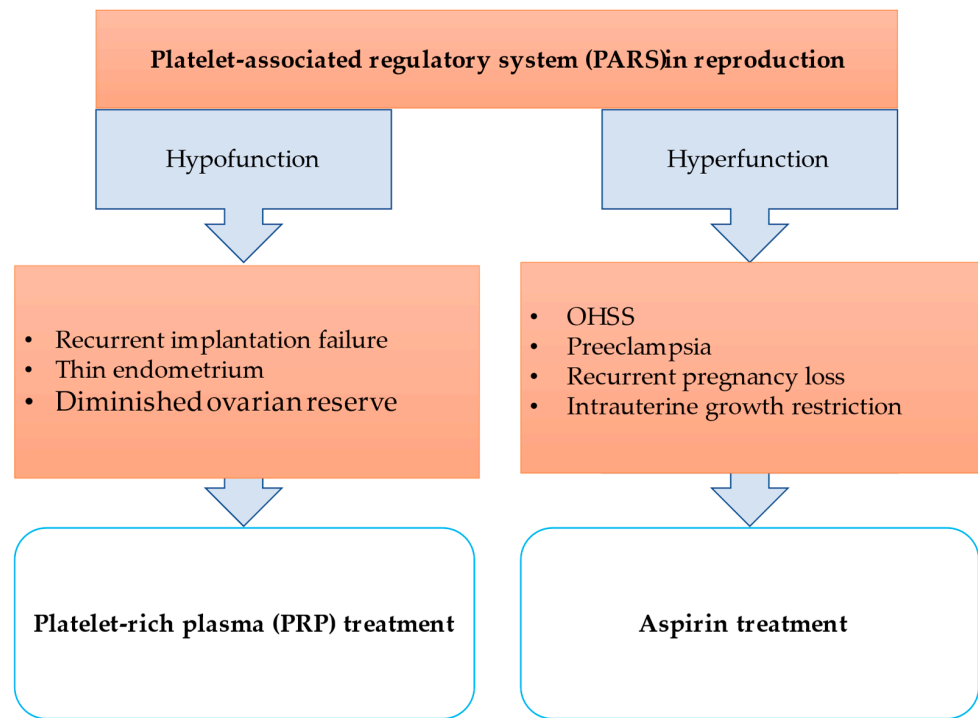 Platelet-associated regulatory system (PARS)in reproduction
Hypofunction
Hyperfunction
• Recurrent implantation failure
• Thin endometrium
• Diminished ovarian reserve
• OHSS
• Preeclampsia
• Recurrent pregnancy loss
• Intrauterine growth restriction
Platelet-rich plasma (PRP) treatment
Aspirin treatment